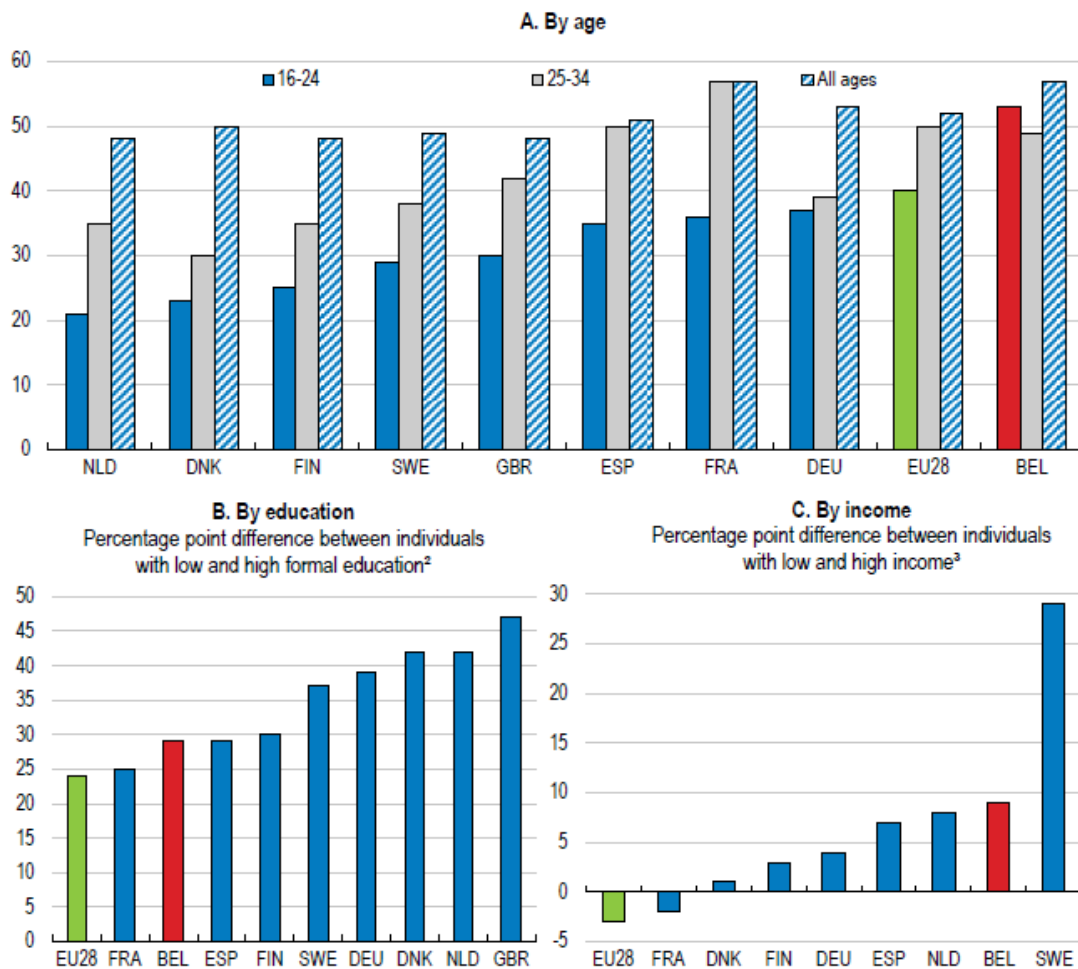 A. By age
60
16-24 25-34 All ages
50
40
30
20
10
0
NLD DNK FIN SWE GBR ESP FRA DEU EU28 BEL
B. By education
Percentage point difference between individuals
with low and high formal education²
50
45
40
35
30
25
20
15
10
5
0
EU28 FRA BEL ESP FIN SWE DEU DNK NLD GBR
C. By income
Percentage point difference between individuals
with low and high income³
30
25
20
15
10
5
0
-5
EU28 FRA DNK FIN DEU ESP NLD BEL SWE